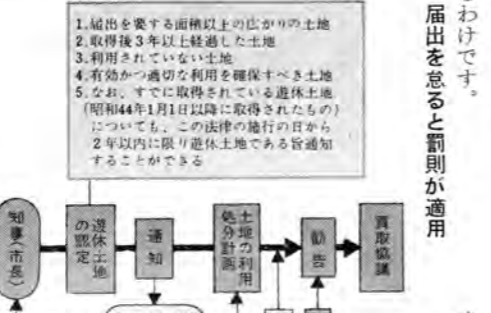 わけです。
届出を怠ると罰則が適用
1.届出を要する面積以上の広がりの土地
2.取得後3年以上経過した土地
3.利用されていない土地
4.有効かつ適切な利用を確保すべき土地
5.なお、すでに取得されている遊休土地
(昭和44年1月1日以降に取得されたもの)
についても、この法律の施行の日から
2年以内に限り遊休土地である旨通知
することができる
知事(市長)
遊休土地
の認定
通知
土地の利用
処分計画
勧告
買取協議